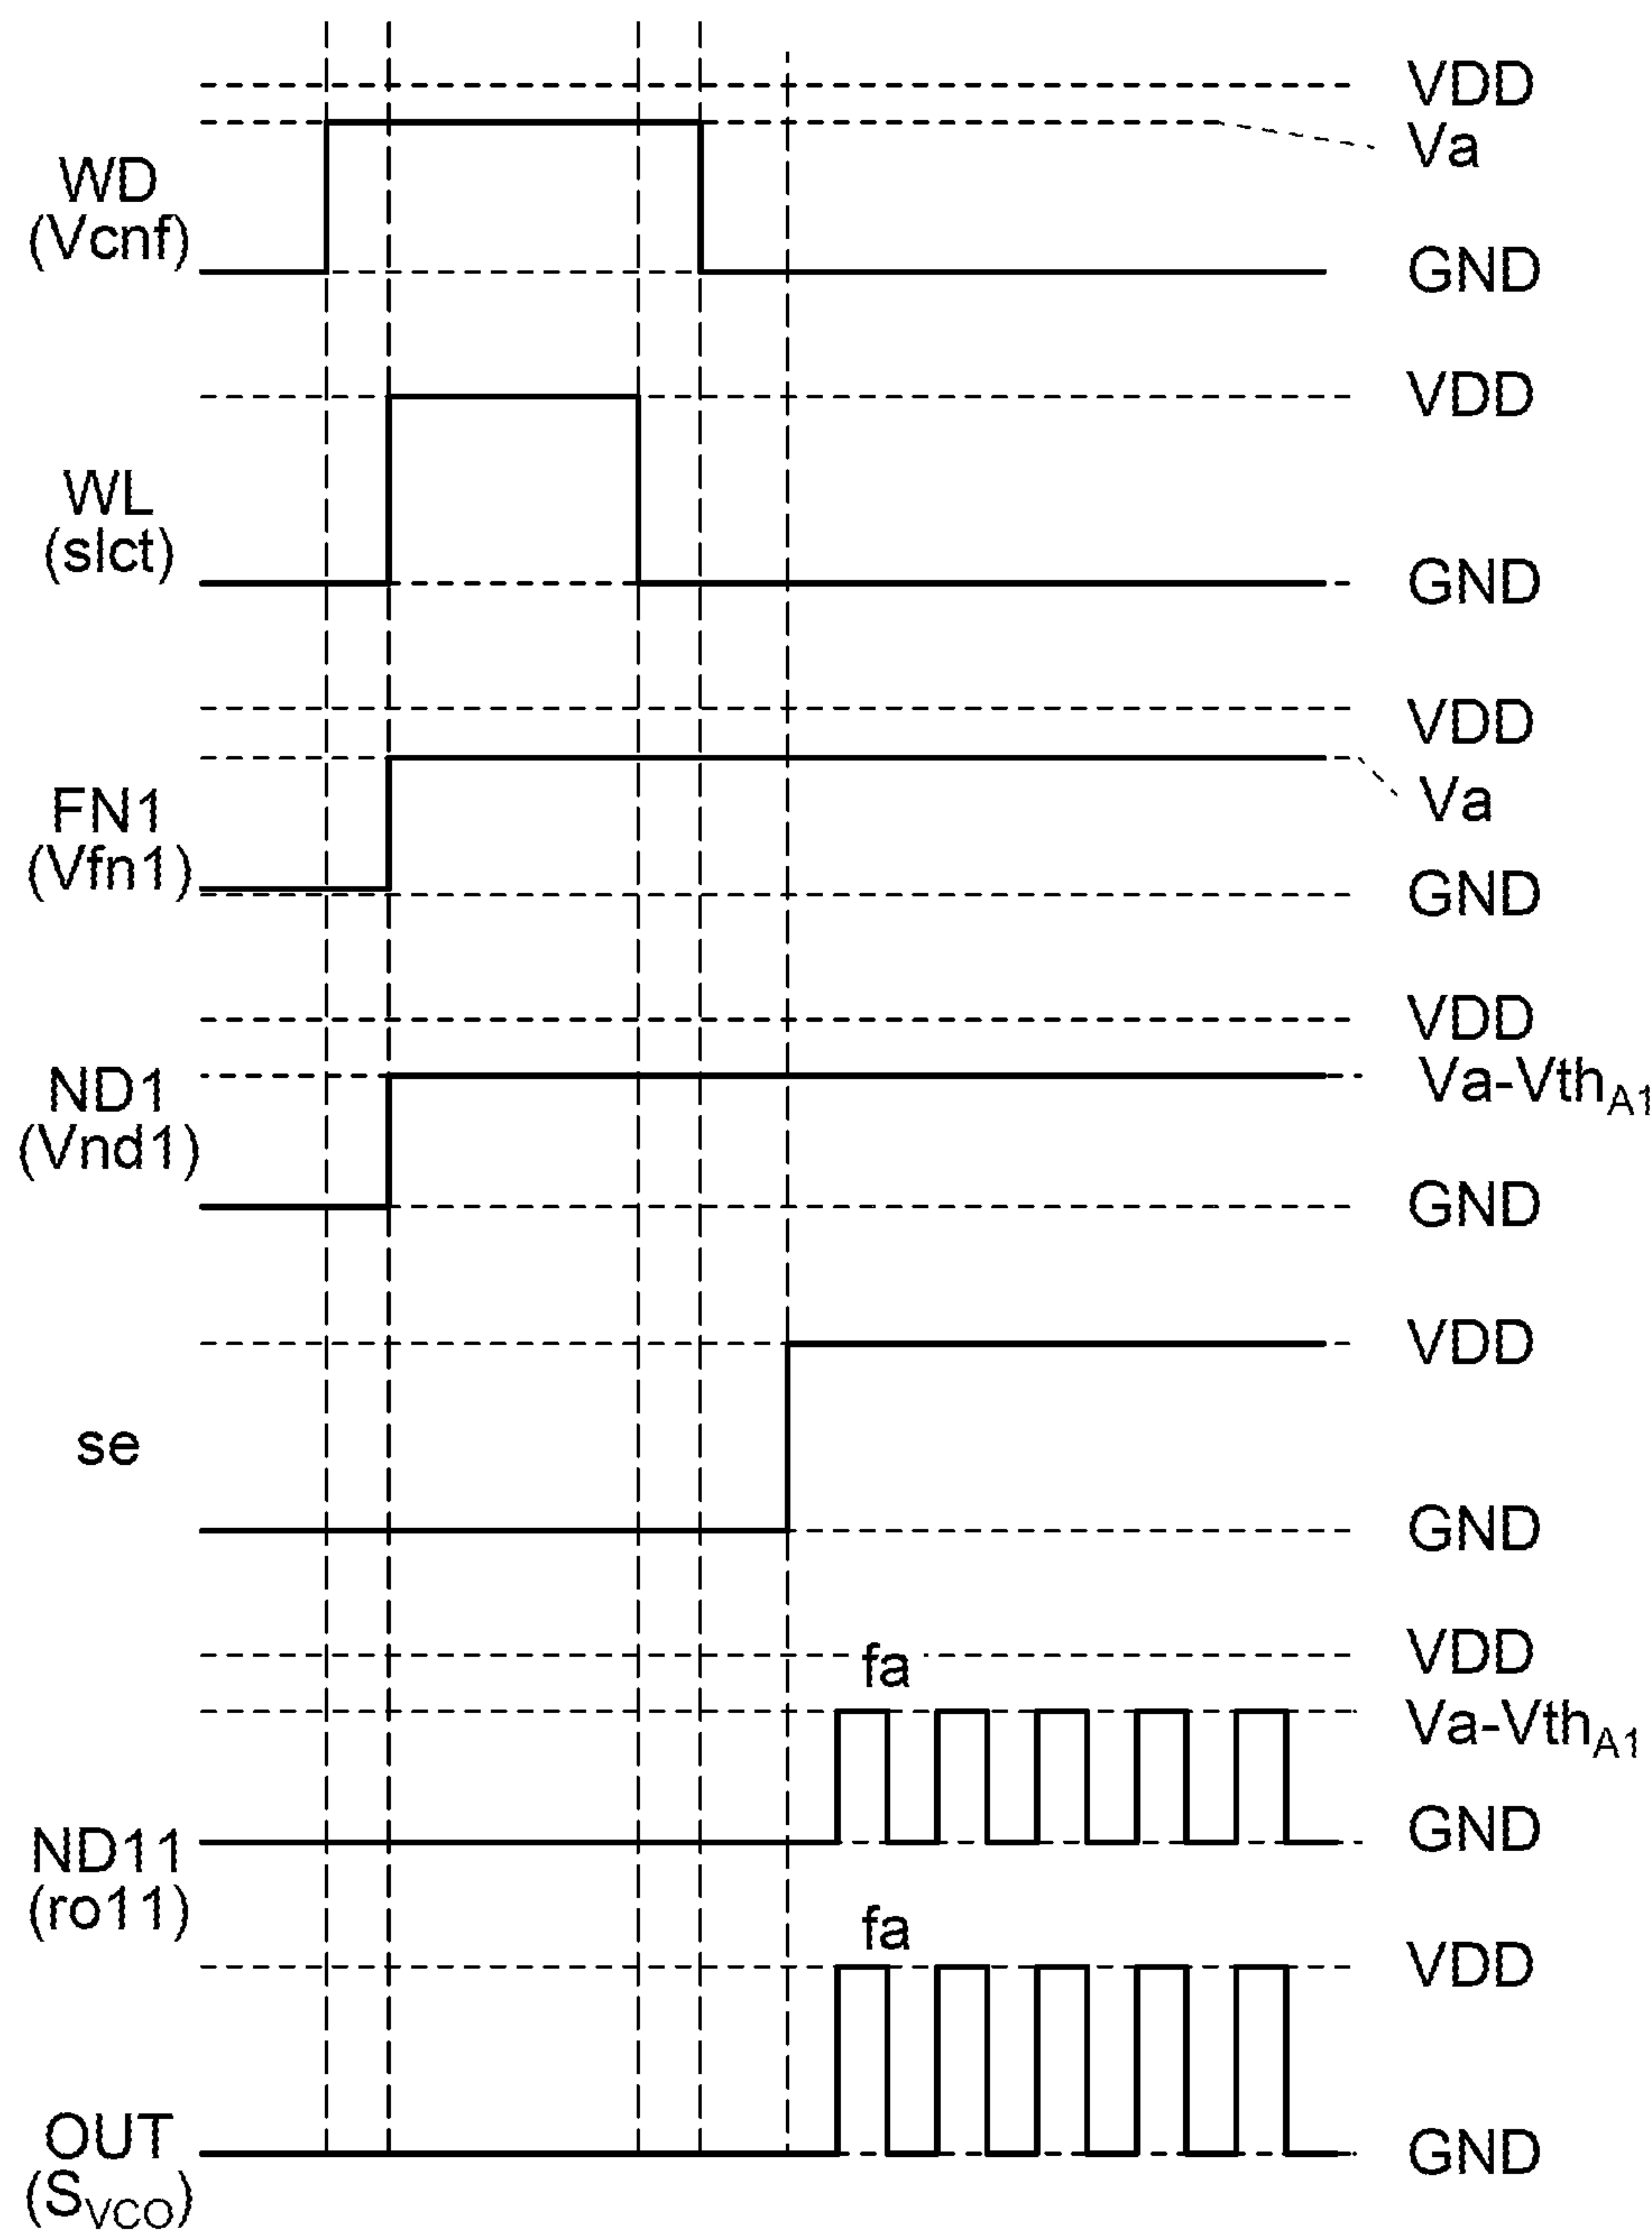 VDD
Va
WD
(Vcnf)
GND
VDD
WL
(slct)
GND
VDD
FN1
(Vfn1)
Va
GND
VDD
ND1
(Vnd1)
Va-VthA1
GND
VDD
se
GND
VDD
fa
Va-VthA1
ND11
(ro11)
GND
fa
VDD
OUT
(SVCO)
GND